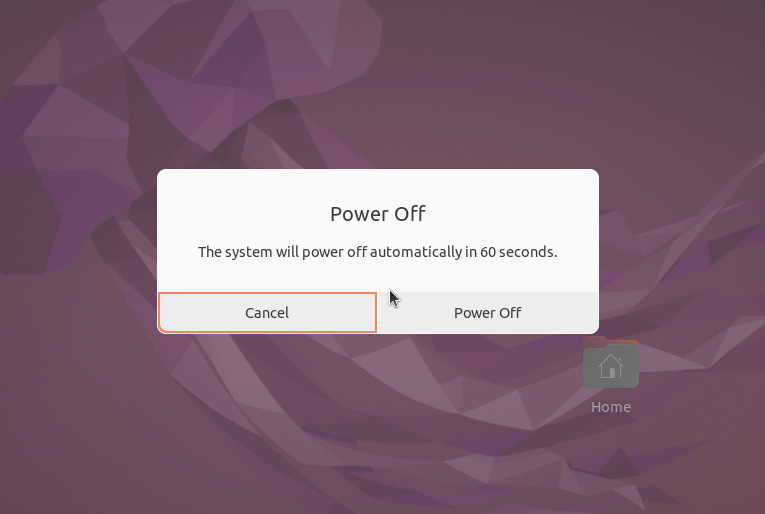 Power Off
The system will power off automatically in 60 seconds.
Cancel
Power Off
Home